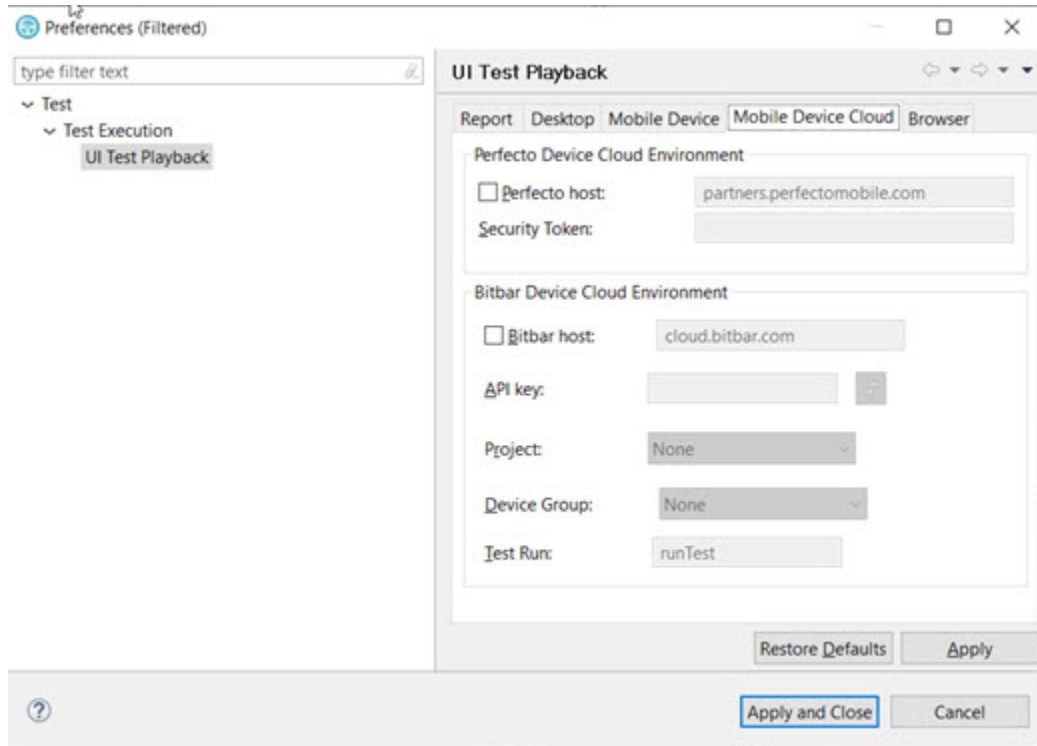 Preferences (Filtered)
type filter text
Test
Test Execution
UI Test Playback
UI Test Playback
Report Desktop Mobile Device Mobile Device Cloud Browser
Perfecto Device Cloud Environment
Perfecto host: partners.perfectomobile.com
Security Token:
Bitbar Device Cloud Environment
Bitbar host: cloud.bitbar.com
API key:
Project: None
Device Group: None
Test Run: runTest
Restore Defaults Apply
Apply and Close Cancel